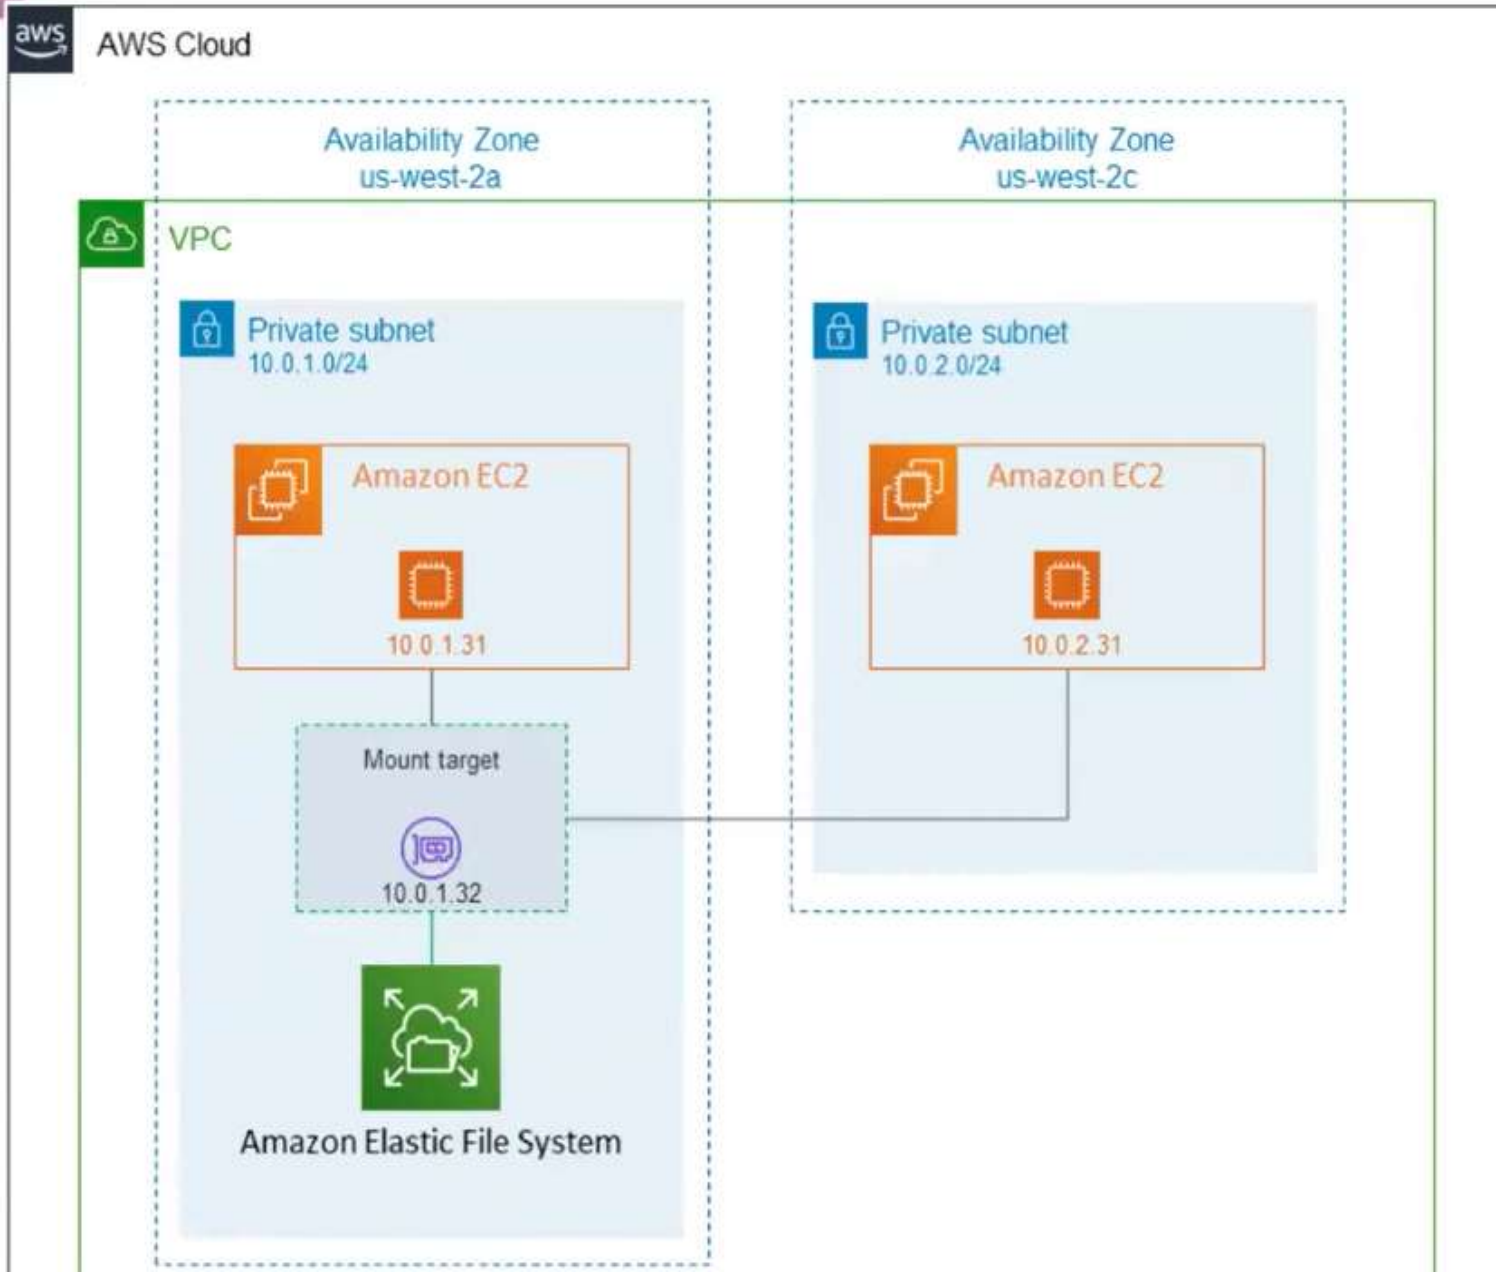 aws
AWS Cloud
Availability Zone
us-west-2a
Availability Zone
us-west-2c
VPC
Private subnet
10.0.1.0/24
Private subnet
10.0.2.0/24
Amazon EC2
10.0.1.31
Amazon EC2
10.0.2.31
Mount target
10.0.1.32
Amazon Elastic File System